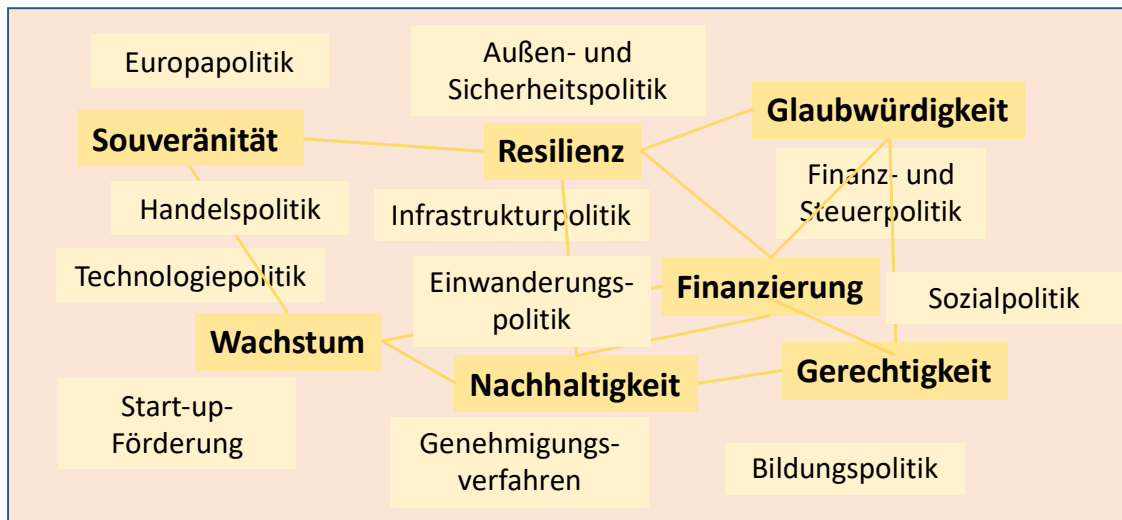 Europapolitik
Außen- und
Sicherheitspolitik
Glaubwürdigkeit
Souveränität
Resilienz
Finanz- und
Steuerpolitik
Handelspolitik
Infrastrukturpolitik
Technologiepolitik
Einwanderungs-
politik
Finanzierung
Sozialpolitik
Wachstum
Nachhaltigkeit
Gerechtigkeit
Start-up-
Förderung
Genehmigungs-
verfahren
Bildungspolitik